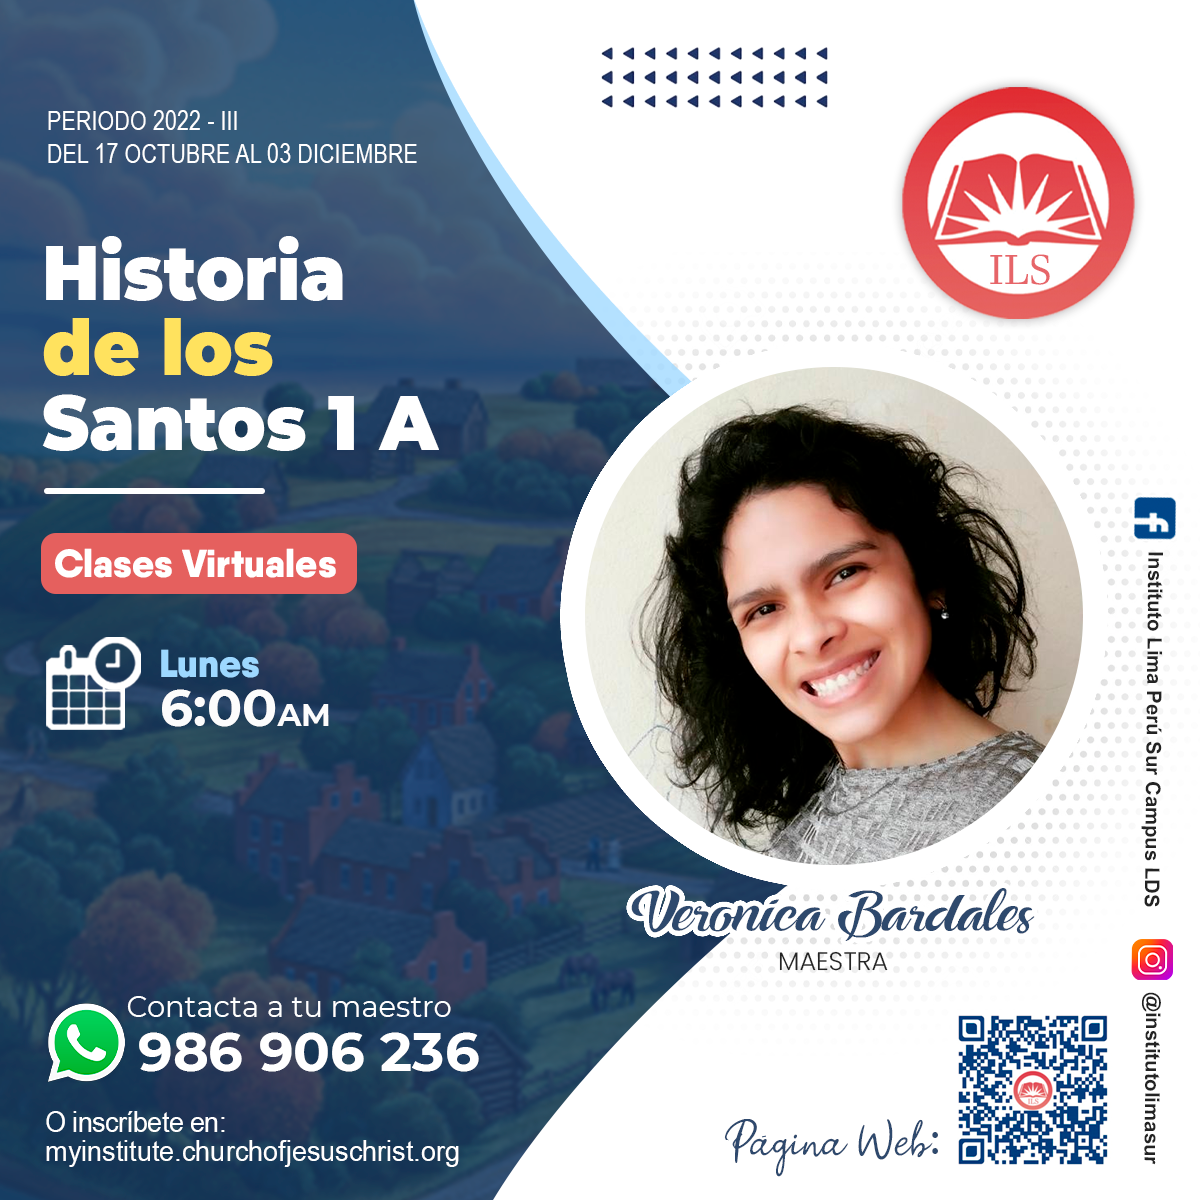 PERIODO 2022 - III
DEL 17 OCTUBRE AL 03 DICIEMBRE
Historia
de los
Santos 1 A
Clases Virtuales
Lunes
6:00AM
Contacta a tu maestro
986 906 236
O inscríbete en:
myinstitute.churchofjesuschrist.org
ILS
Veronica Bardales
MAESTRA
Página Web:
ILS
Instituto Lima Perú Sur Campus LDS
@institutolimasur